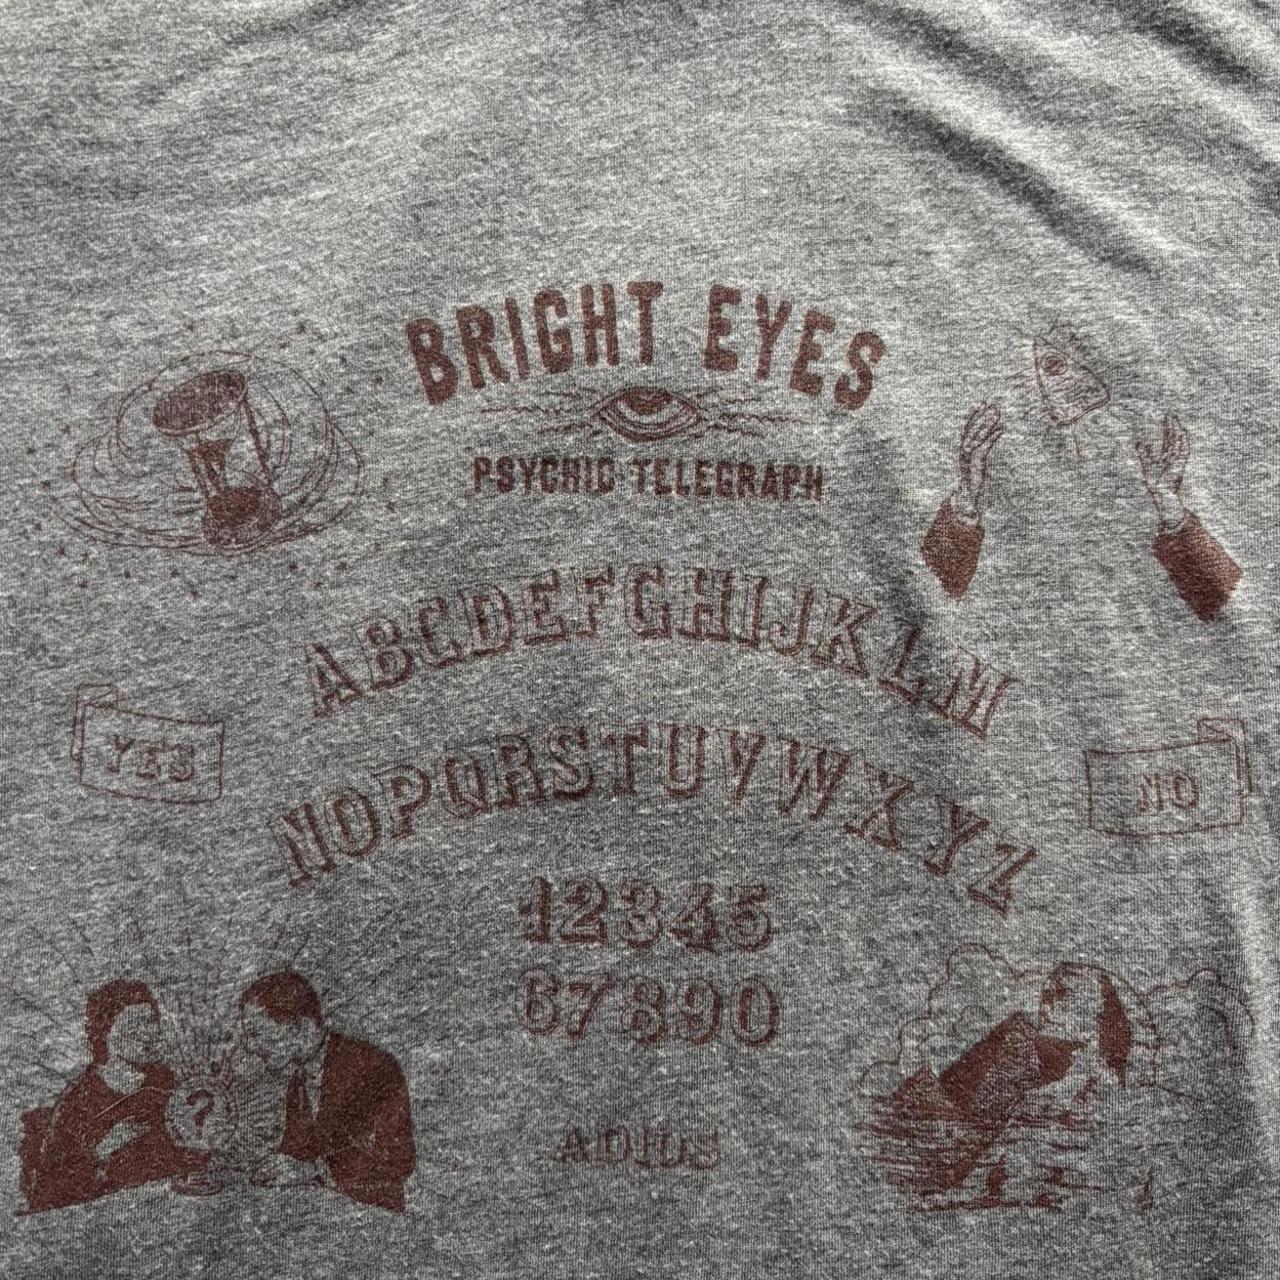 BRIGHT EYES
PSYCHIC TELEGRAPH
ABCDEFGHIJKLM
YES
NO
NOPQRSTUVWXYZ
12345
67890
?
ADIOS